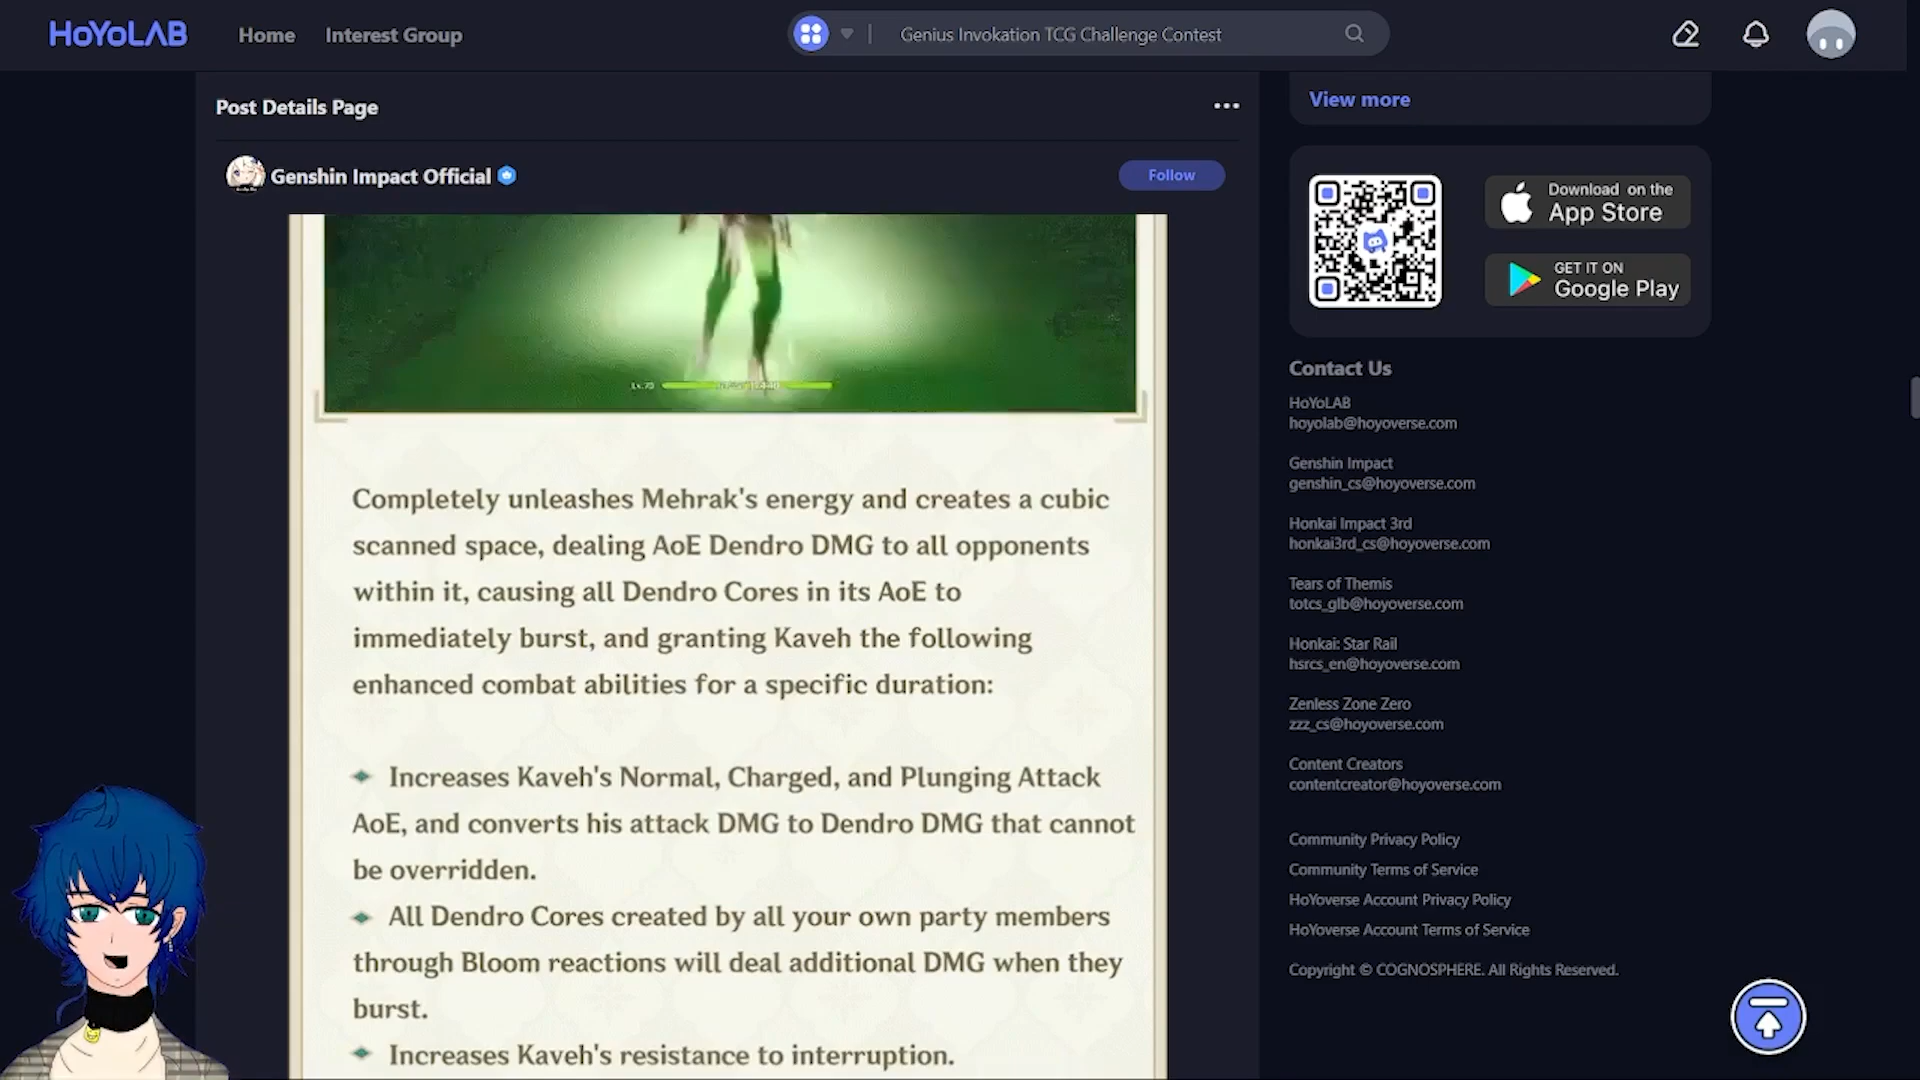 HoYoLAB
Home
Interest Group
Genius Invokation TCG Challenge Contest
Post Details Page
Genshin Impact Official
Follow
Lv.70
Completely unleashes Mehrak's energy and creates a cubic
scanned space, dealing AoE Dendro DMG to all opponents
within it, causing all Dendro Cores in its AoE to
immediately burst, and granting Kaveh the following
enhanced combat abilities for a specific duration:
Increases Kaveh's Normal, Charged, and Plunging Attack
AoE, and converts his attack DMG to Dendro DMG that cannot
be overridden.
All Dendro Cores created by all your own party members
through Bloom reactions will deal additional DMG when they
burst.
Increases Kaveh's resistance to interruption.
View more
Download on the
App Store
GET IT ON
Google Play
Contact Us
HoYoLAB
hoyolab@hoyoverse.com
Genshin Impact
genshin_cs@hoyoverse.com
Honkai Impact 3rd
honkai3rd_cs@hoyoverse.com
Tears of Themis
totcs_glb@hoyoverse.com
Honkai: Star Rail
hsrcs_en@hoyoverse.com
Zenless Zone Zero
zzz_cs@hoyoverse.com
Content Creators
contentcreator@hoyoverse.com
Community Privacy Policy
Community Terms of Service
HoYoverse Account Privacy Policy
HoYoverse Account Terms of Service
Copyright © COGNOSPHERE. All Rights Reserved.